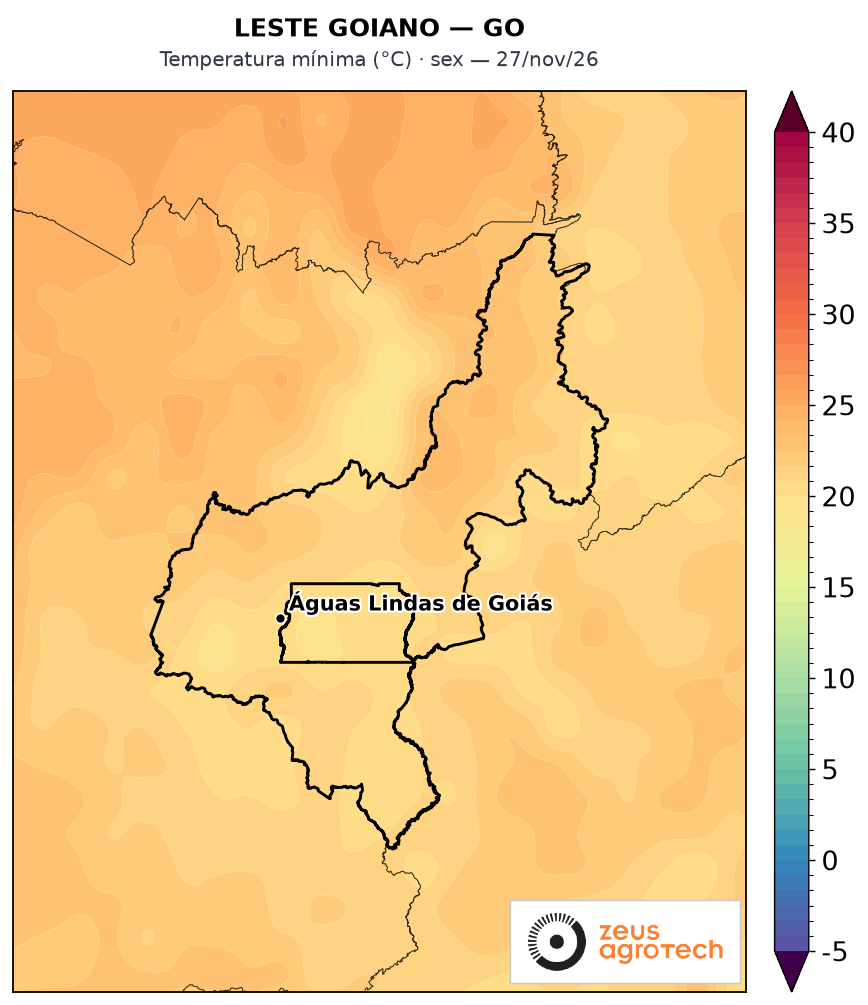 LESTE GOIANO — GO
Temperatura mínima (°C) · sex — 27/nov/26
40
35
30
25
20
15
10
5
0
-5
Águas Lindas de Goiás
zeus
agrotech